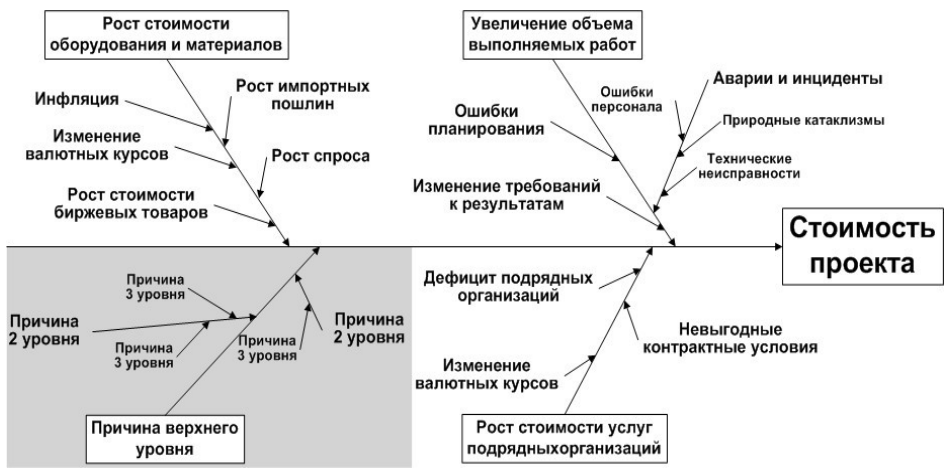 Рост стоимости
оборудования и материалов
Увеличение объема
выполняемых работ
Инфляция
Рост импортных
пошлин
Изменение
валютных курсов
Рост спроса
Рост стоимости
биржевых товаров
Ошибки
планирования
Ошибки
персонала
Аварии и инциденты
Природные катаклизмы
Технические
неисправности
Изменение требований
к результатам
Стоимость
проекта
Причина
3 уровня
Причина
2 уровня
Причина
3 уровня
Причина
3 уровня
Причина
2 уровня
Причина верхнего
уровня
Дефицит подрядных
организаций
Невыгодные
контрактные условия
Изменение
валютных курсов
Рост стоимости услуг
подрядныхорганизаций